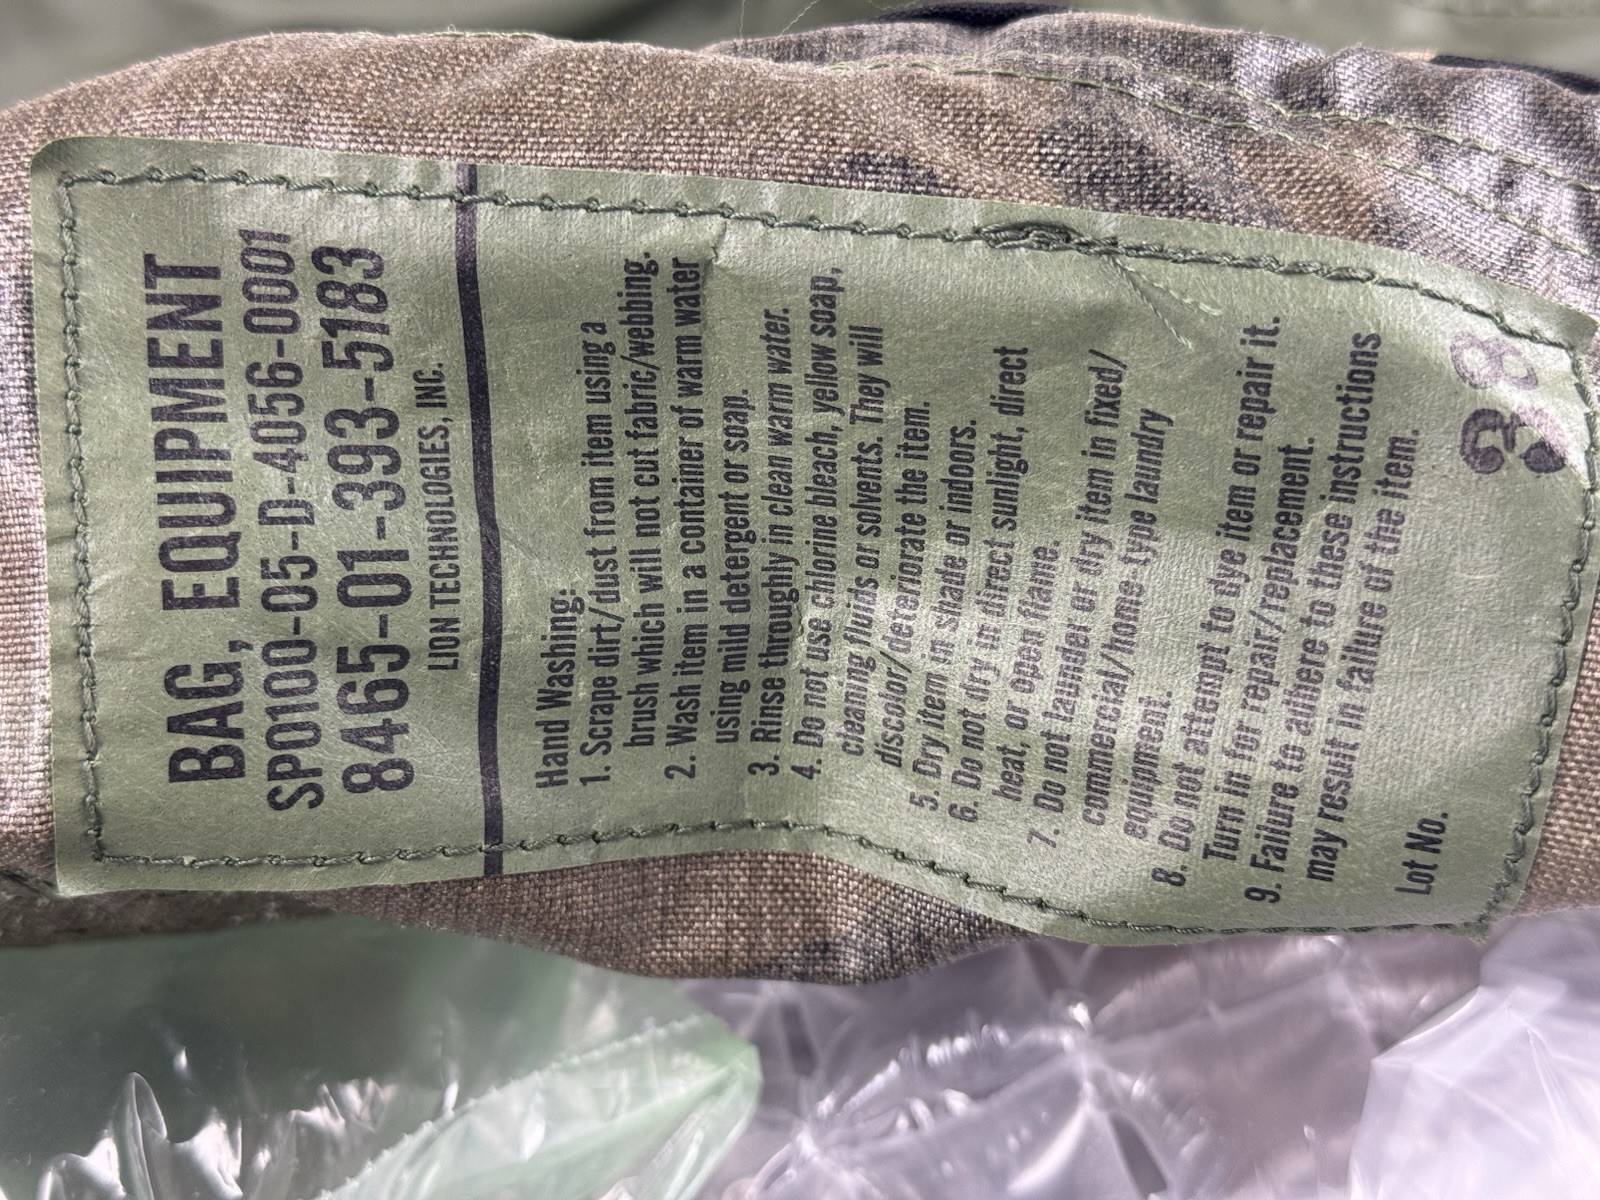 BAG, EQUIPMENT
SPO100-05-D-4056-0001
8465-01-393-5183
LION TECHNOLOGIES, INC.
Hand Washing:
1. Scrape dirt/dust from item using a
brush which will not cut fabric/webbing.
2. Wash item in a container of warm water
using mild detergent or soap.
3. Rinse throughly in clean warm water.
4. Do not use chlorine bleach, yellow soap,
cleaning fluids or solvents. They will
discolor/deteriorate the item.
5. Dry item in shade or indoors.
6. Do not dry in direct sunlight, direct
heat, or open flame.
7. Do not launder or dry item in fixed/
commercial/home type laundry
equipment.
8. Do not attempt to dye item or repair it.
Turn in for repair/replacement.
9. Failure to adhere to these instructions
may result in failure of the item.
Lot No.
38